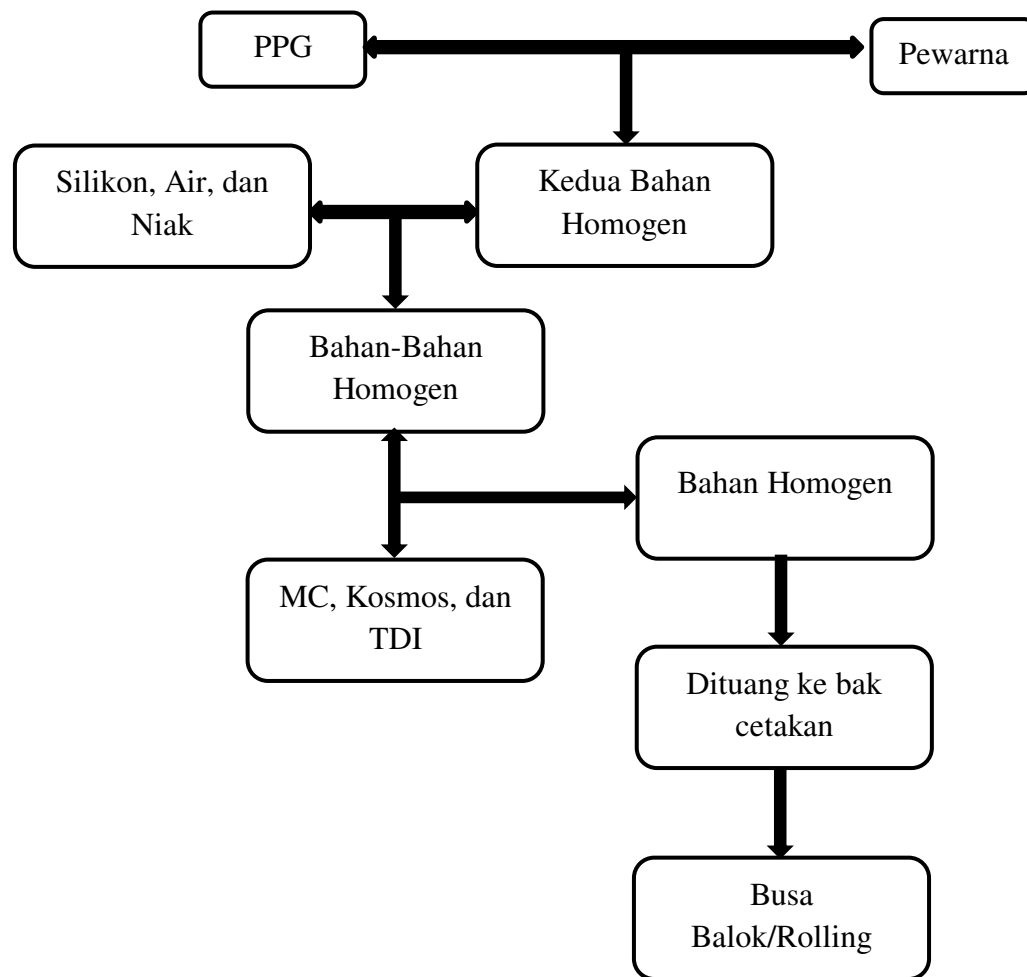 PPG
Pewarna
Silikon, Air, dan
Niak
Kedua Bahan
Homogen
Bahan-Bahan
Homogen
Bahan Homogen
MC, Kosmos, dan
TDI
Dituang ke bak
cetakan
Busa
Balok/Rolling